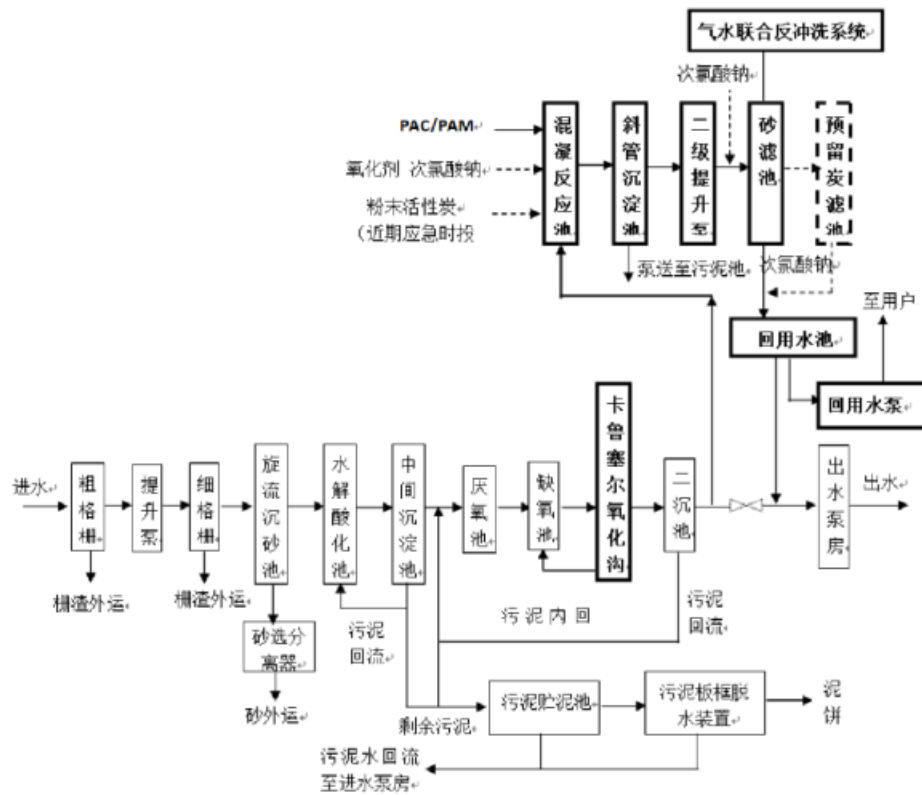 气水联合反冲洗系统
次氯酸钠
PAC/PAM
氧化剂 次氯酸钠
粉末活性炭
（近期应急时投
混凝反应池
斜管沉淀池
二级提升泵
砂滤池
预留炭滤池
泵送至污泥池
次氯酸钠
至用户
回用水池
回用水泵
进水
粗格栅
提升泵
细格栅
旋流沉砂池
水解酸化池
中间沉淀池
厌氧池
缺氧池
卡鲁塞尔氧化沟
二沉池
出水泵房
出水
栅渣外运
栅渣外运
砂选分
离器
砂外运
污泥
回流
污泥内回
污泥
回流
剩余污泥
污泥贮泥池
污泥板框脱
水装置
泥
饼
污泥水回流
至进水泵房